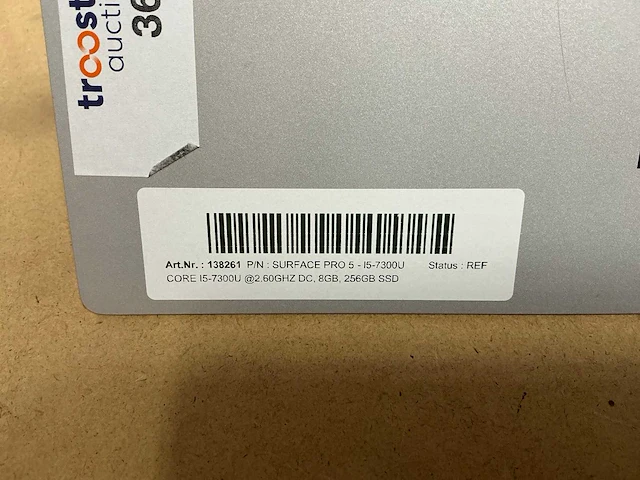 troost
aucti
36
Art.Nr. : 138261 P/N : SURFACE PRO 5 - I5-7300U Status : REF
CORE I5-7300U @2.60GHZ DC, 8GB, 256GB SSD